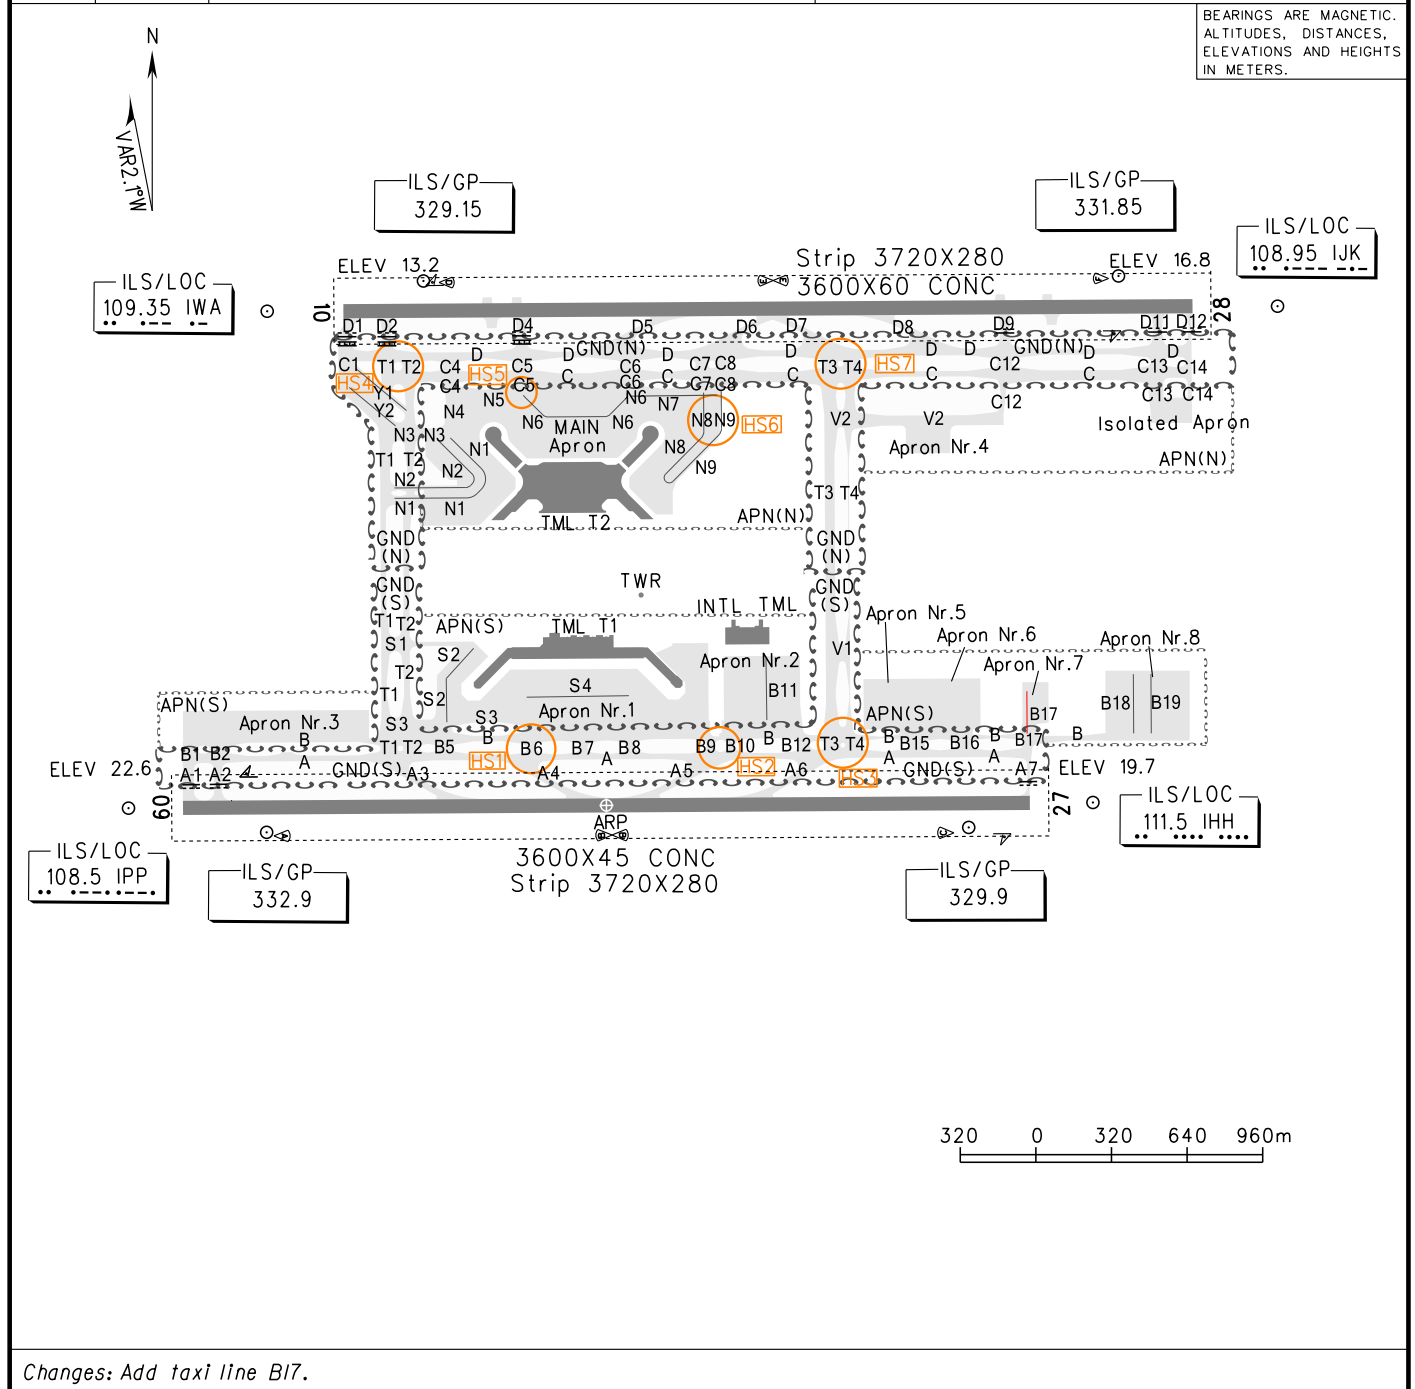 BEARINGS ARE MAGNETIC.
ALTITUDES, DISTANCES,
ELEVATIONS AND HEIGHTS
IN METERS.
N
VAR2.1°W
ILS/GP
329.15
ILS/GP
331.85
ILS/LOC
108.95 IJK
ILS/LOC
109.35 IWA
ELEV 13.2
Strip 3720X280
3600X60 CONC
ELEV 16.8
10
28
D1 D2 D4 D5 D6 D7 D8 D9 D11 D12
GND(N) GND(N)
D D D D D D D D
C1 T1 T2 C4 C5 C6 C7 C8 T3 T4 C12 C13 C14
HS4 HS5 HS7
C C C C C
C4 C5 C6 C7 C8 C12 C13 C14
Y1
Y2
N5 N6 N7
N4 N6 N6 N8 N9
HS6
V2 V2
MAIN
Apron
Isolated Apron
N3 N3 N1 N8
Apron Nr.4
T1 T2 N2 N9
APN(N)
N2
T3 T4
N1 N1
TML T2
APN(N)
GND
(N)
GND
(N)
GND
(S)
GND
(S)
TWR
INTL TML
T1 T2
APN(S)
TML T1
Apron Nr.5
Apron Nr.6
Apron Nr.8
S1
S2
V1
Apron Nr.2
Apron Nr.7
T2
S4
B11
T1
S2
APN(S)
Apron Nr.1
APN(S)
B17
B18 B19
Apron Nr.3
S3 S3
B B B B B B
B1 B2 T1 T2 B5 B6 B7 B8 B9 B10 B12 T3 T4 B15 B16 B17
A A A A
HS1 HS2 HS3
ELEV 22.6
A1 A2 GND(S) A3 A4 A5 A6 GND(S) A7
ELEV 19.7
09
27
ARP
ILS/LOC
111.5 IHH
ILS/LOC
108.5 IPP
3600X45 CONC
Strip 3720X280
ILS/GP
332.9
ILS/GP
329.9
320 0 320 640 960m
Changes: Add taxi line B17.